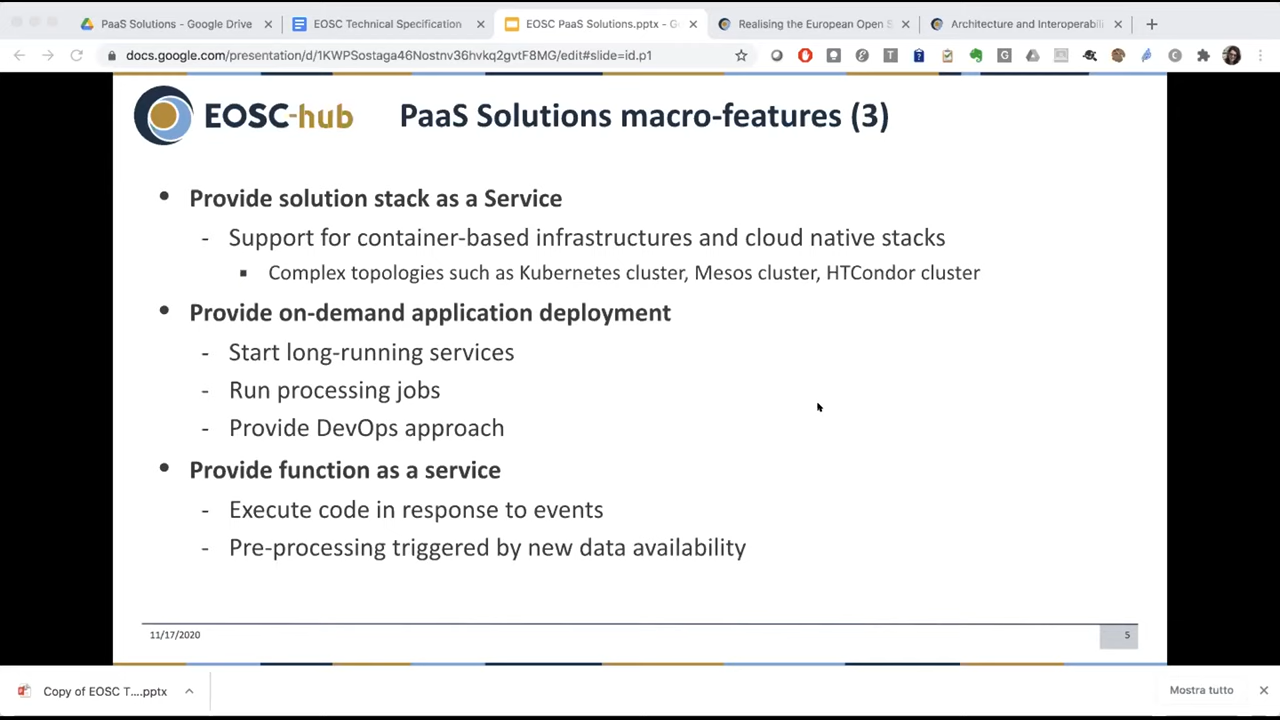 PaaS Solutions - Google Drive
EOSC Technical Specification
EOSC PaaS Solutions.pptx - G
Realising the European Open S
Architecture and Interoperabili
docs.google.com/presentation/d/1KWPSostaga46Nostnv36hvkq2gvtF8MG/edit#slide=id.p1
EOSC-hub
PaaS Solutions macro-features (3)
• Provide solution stack as a Service
- Support for container-based infrastructures and cloud native stacks
▪ Complex topologies such as Kubernetes cluster, Mesos cluster, HTCondor cluster
• Provide on-demand application deployment
- Start long-running services
- Run processing jobs
- Provide DevOps approach
• Provide function as a service
- Execute code in response to events
- Pre-processing triggered by new data availability
11/17/2020
5
Copy of EOSC T....pptx
Mostra tutto